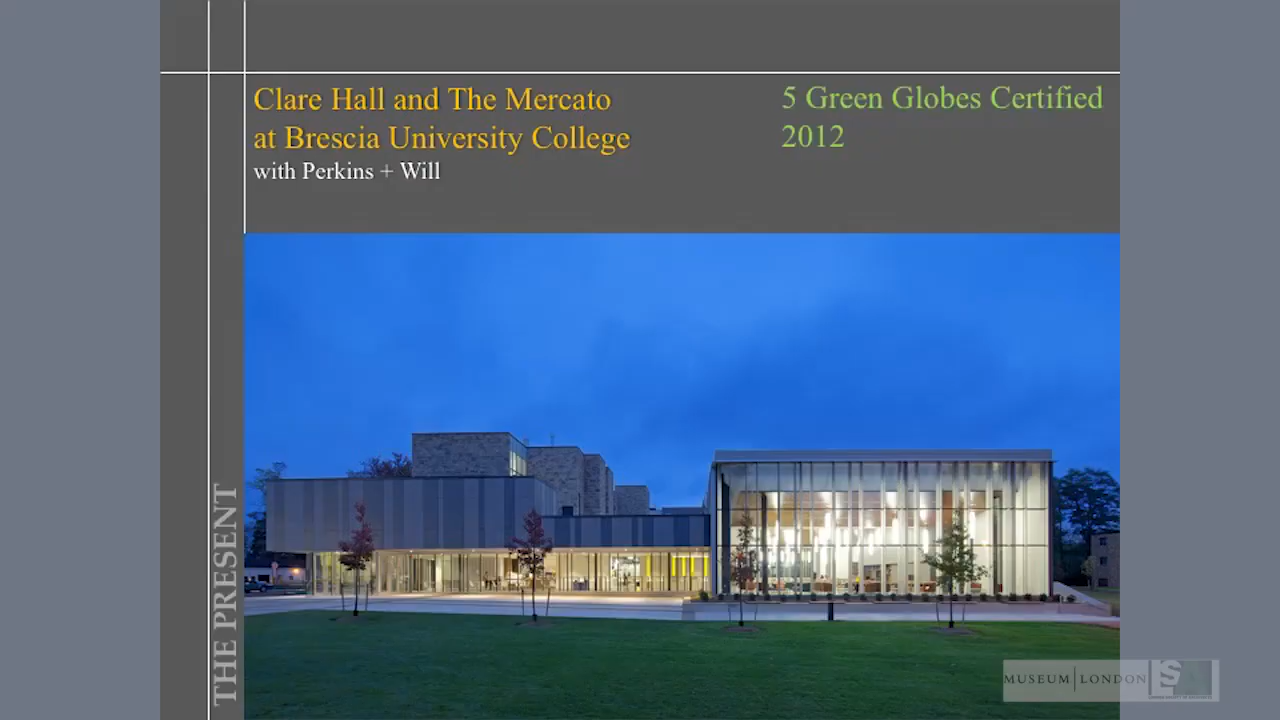 Clare Hall and The Mercato
at Brescia University College
with Perkins + Will
5 Green Globes Certified
2012
THE PRESENT
MUSEUM LONDON